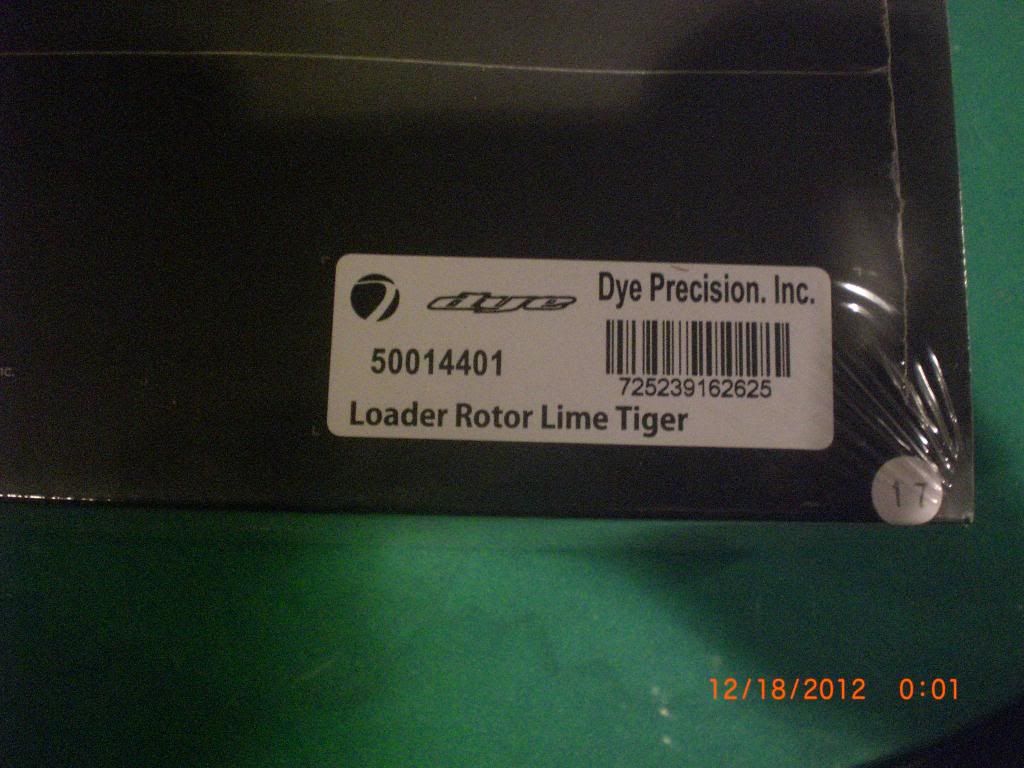 dye
Dye Precision. Inc.
50014401
725239162625
Loader Rotor Lime Tiger
17
12/18/2012 0:01